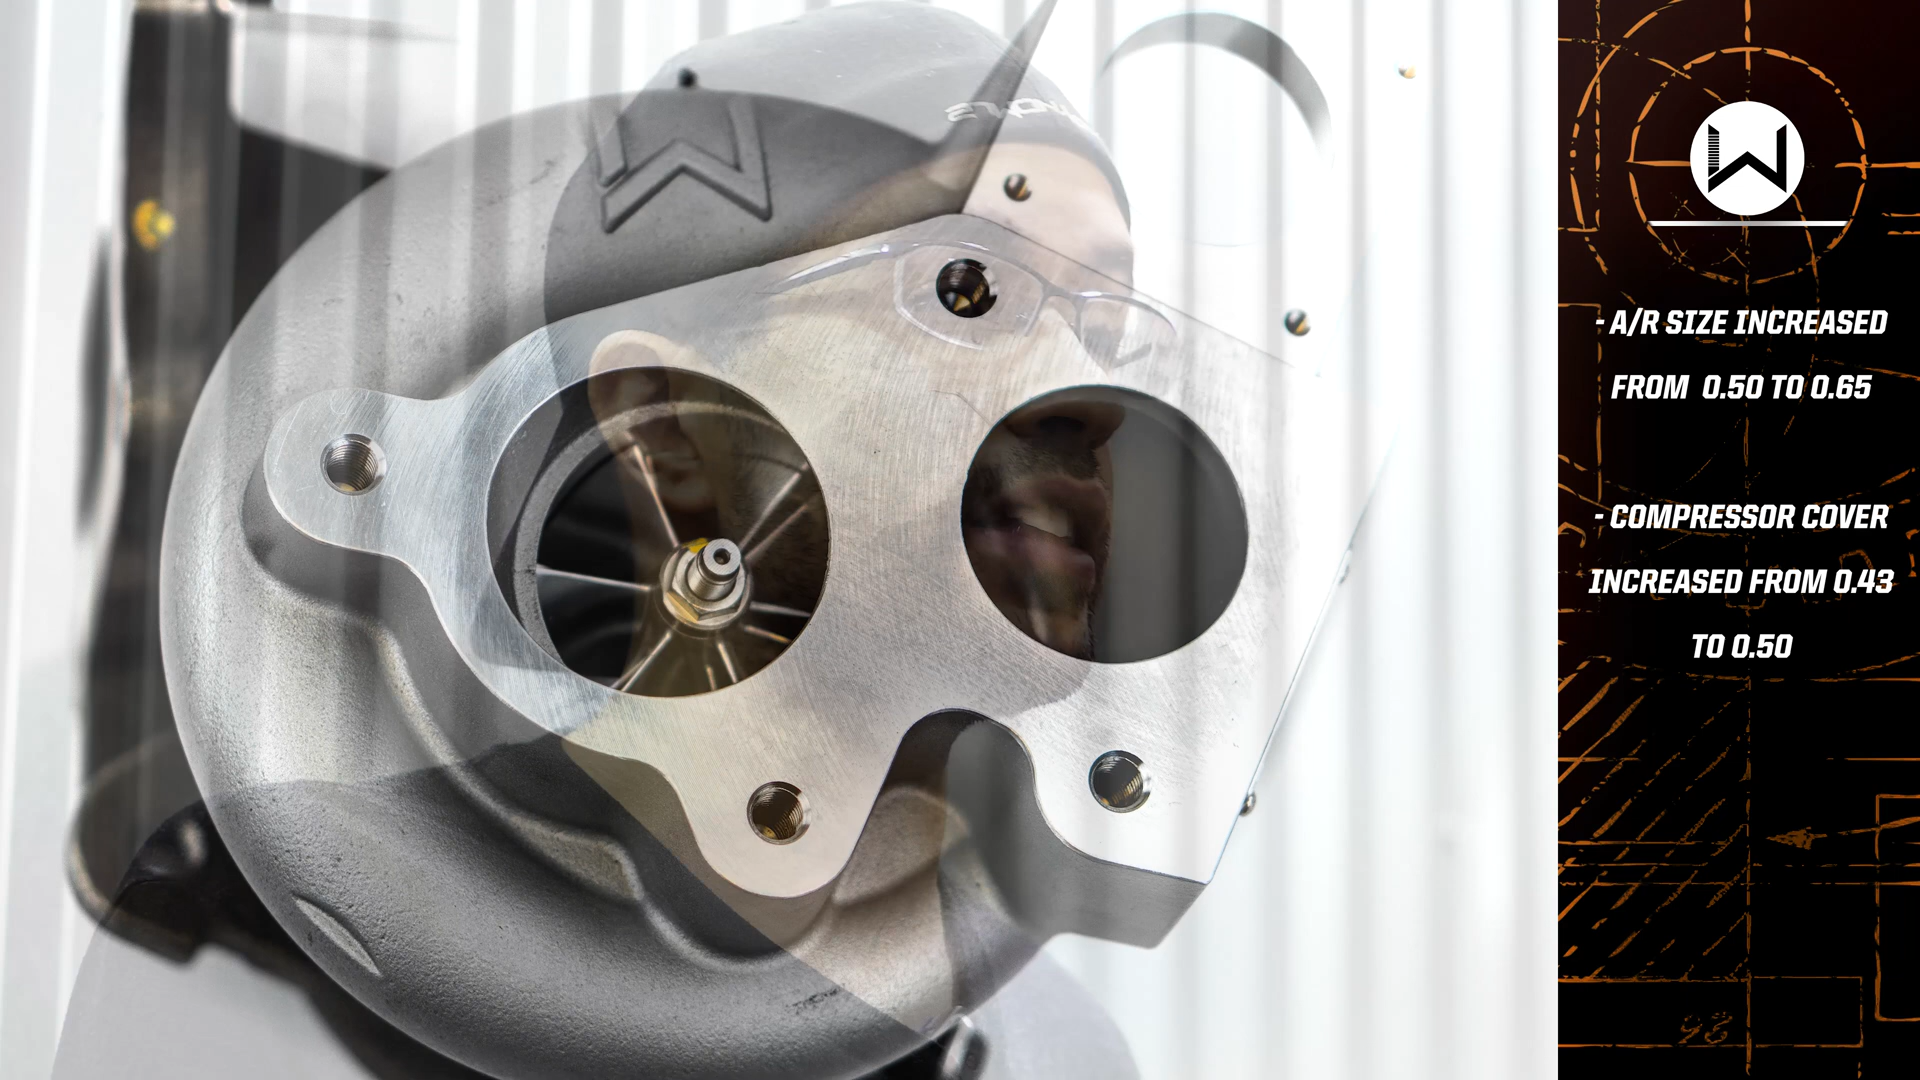 - A/R SIZE INCREASED
FROM 0.50 TO 0.65
- COMPRESSOR COVER
INCREASED FROM 0.43
TO 0.50